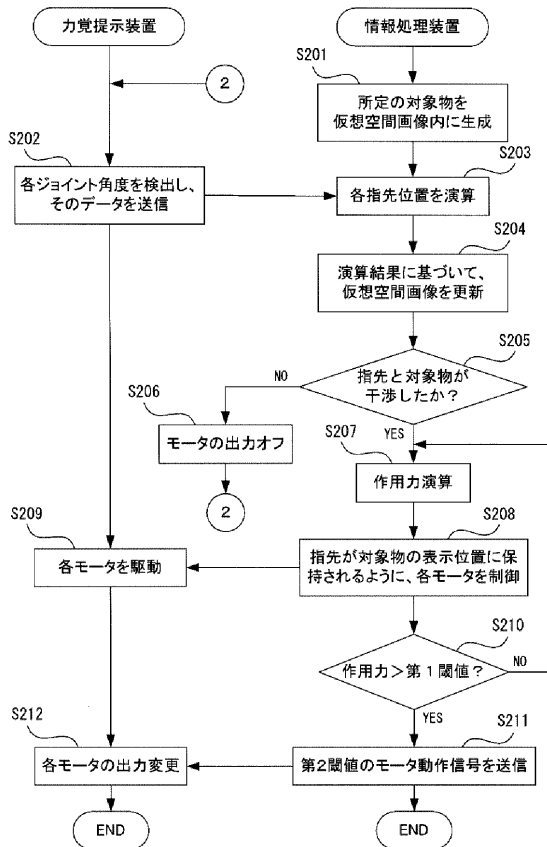 力覚提示装置
情報処理装置
2
S201
所定の対象物を
仮想空間画像内に生成
S202
各ジョイント角度を検出し、
そのデータを送信
S203
各指先位置を演算
S204
演算結果に基づいて、
仮想空間画像を更新
S205
指先と対象物が
干渉したか？
NO
YES
S206
モータの出力オフ
2
S207
作用力演算
S208
指先が対象物の表示位置に保
持されるように、各モータを制御
S209
各モータを駆動
S210
作用力＞第１閾値？
NO
YES
S211
第２閾値のモータ動作信号を送信
S212
各モータの出力変更
END
END